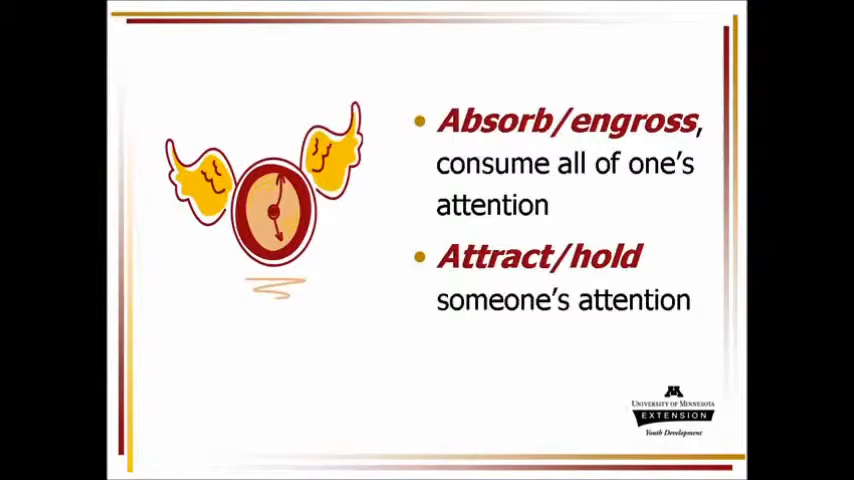 • Absorb/engross,
consume all of one's
attention
• Attract/hold
someone's attention
UNIVERSITY OF MINNESOTA
EXTENSION
Youth Development